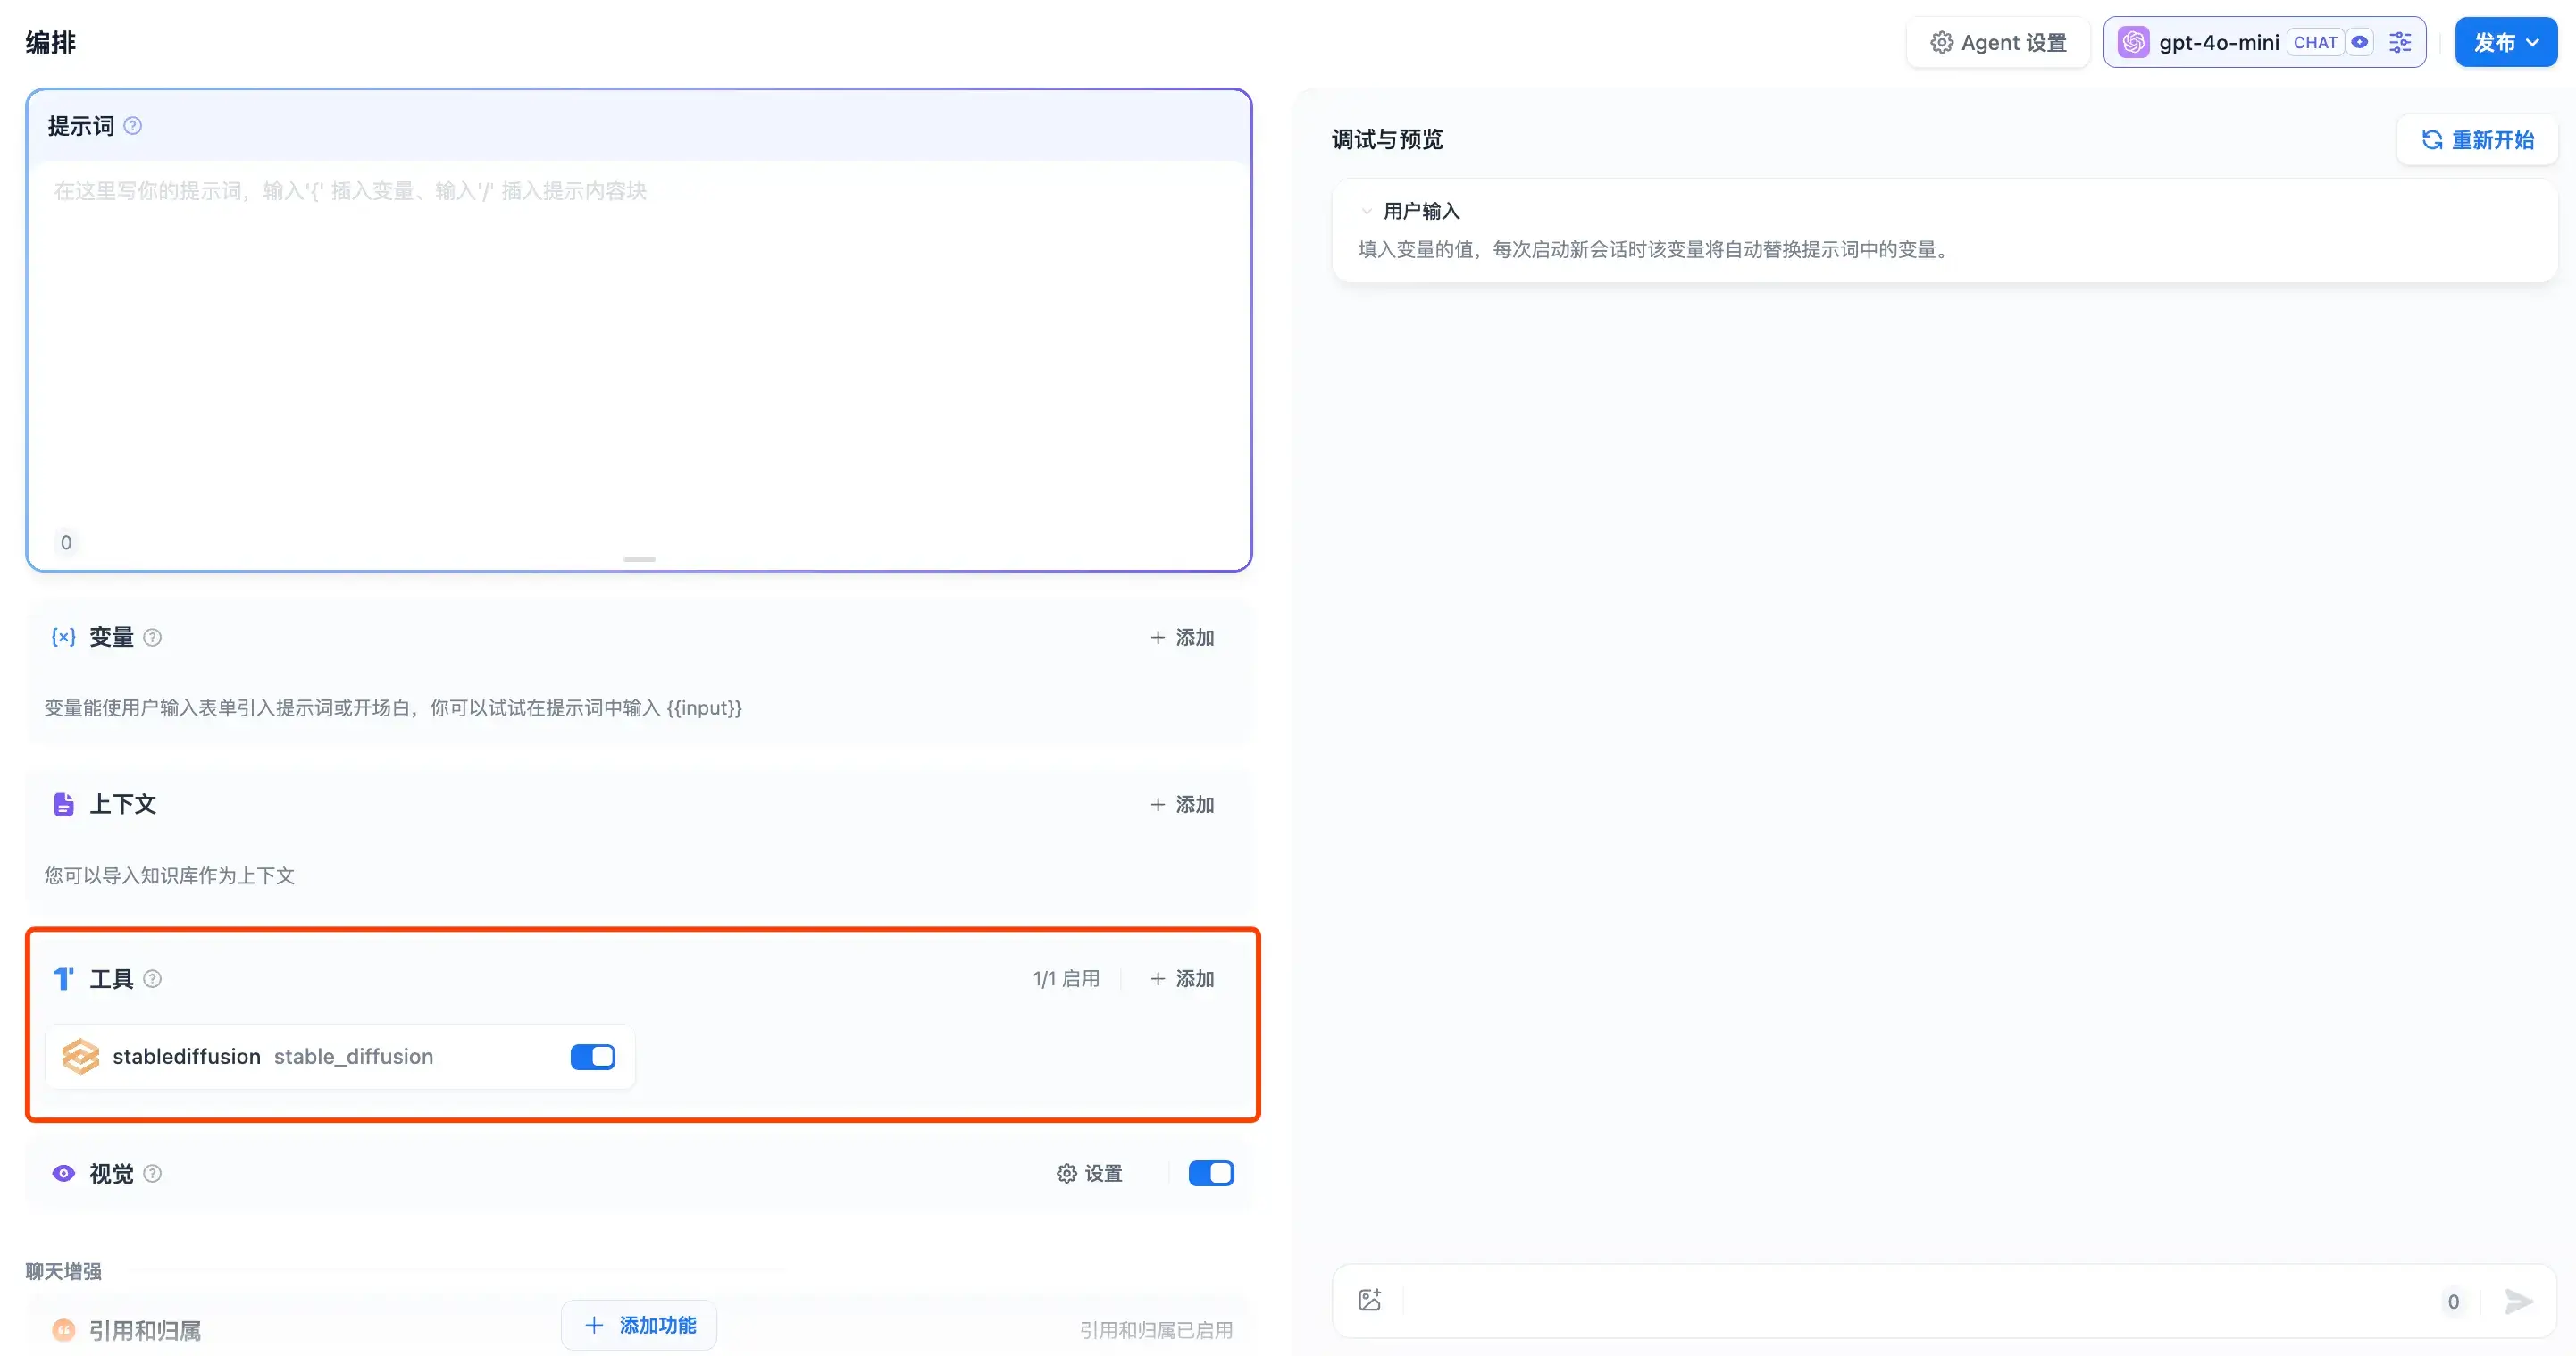 编排
Agent 设置
gpt-4o-mini
CHAT
发布
提示词
在这里写你的提示词，输入'{' 插入变量、输入'/' 插入提示内容块
0
变量
+ 添加
变量能使用户输入表单引入提示词或开场白，你可以试试在提示词中输入 {{input}}
上下文
+ 添加
您可以导入知识库作为上下文
工具
1/1 启用
+ 添加
stablediffusion stable_diffusion
视觉
设置
聊天增强
引用和归属
+ 添加功能
引用和归属已启用
调试与预览
重新开始
用户输入
填入变量的值，每次启动新会话时该变量将自动替换提示词中的变量。
0